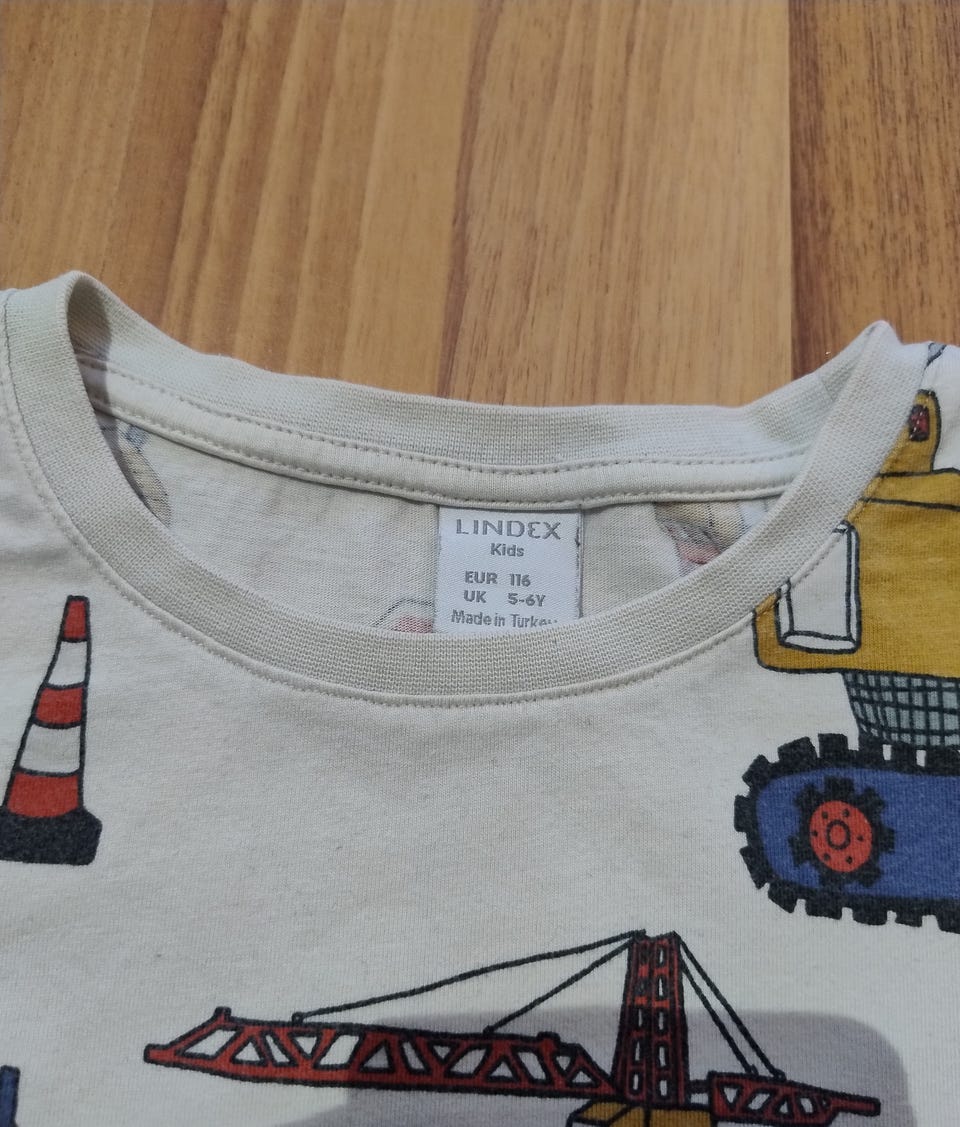 LINDEX
Kids
EUR 116
UK 5-6Y
Made in Turkey